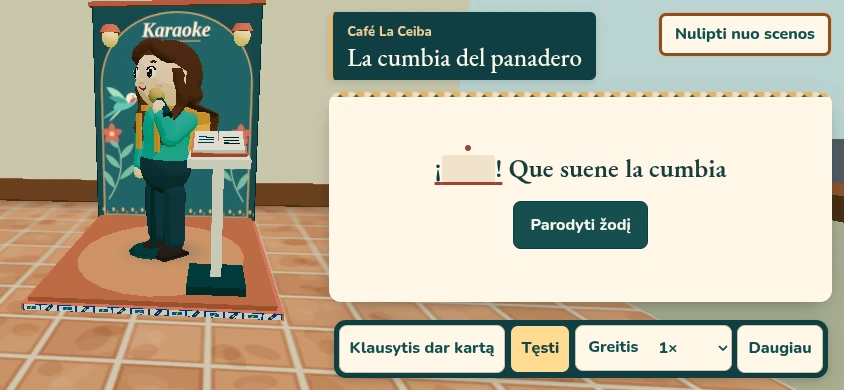 Karaoke
Café La Ceiba
La cumbia del panadero
Nulipti nuo scenos
¡ ! Que suene la cumbia
Parodyti žodį
Klausytis dar kartą
Tęsti
Greitis 1×
Daugiau